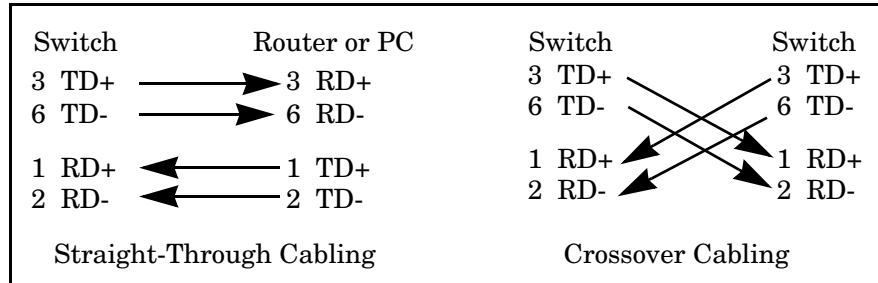 Switch Router or PC
3 TD+ 3 RD+
6 TD- 6 RD-
1 RD+ 1 TD+
2 RD- 2 TD-
Straight-Through Cabling
Switch Switch
3 TD+ 3 TD+
6 TD- 6 TD-
1 RD+ 1 RD+
2 RD- 2 RD-
Crossover Cabling